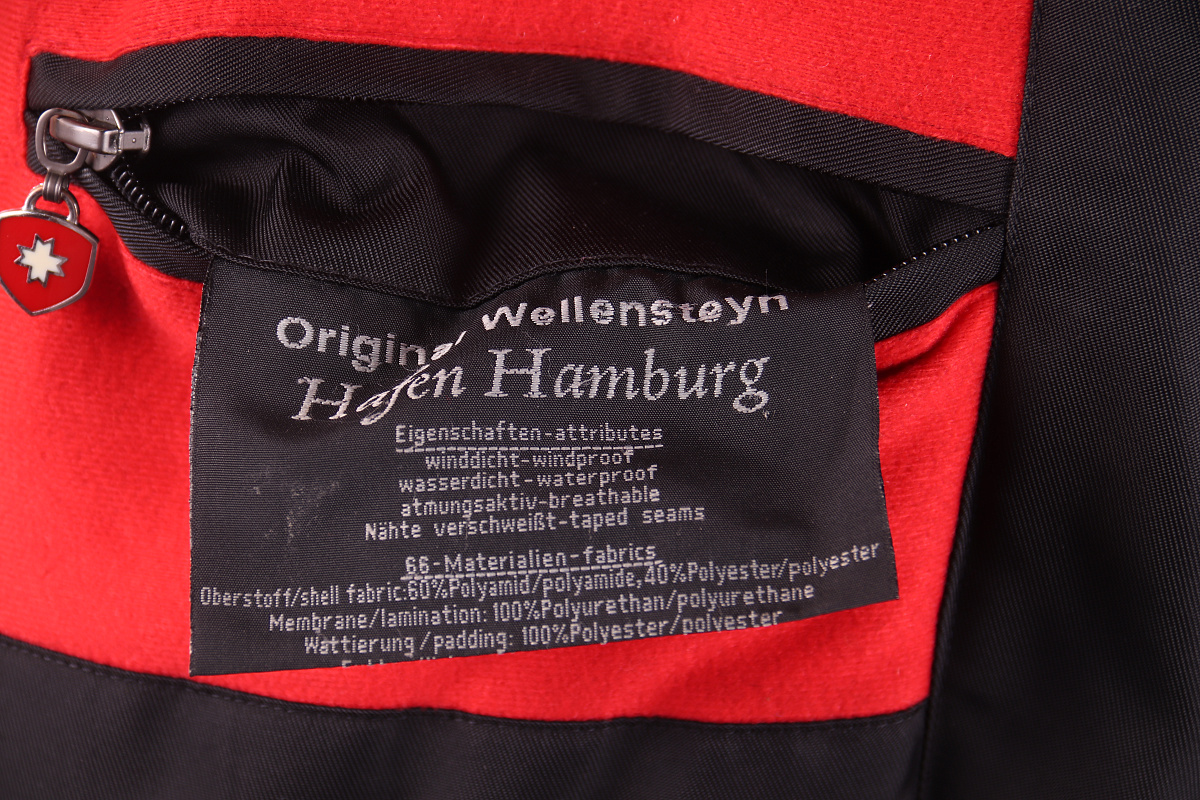 Original Wellensteyn
Hafen Hamburg
Eigenschaften-attributes
winddicht-windproof
wasserdicht-waterproof
atmungsaktiv-breathable
Nähte verschweißt-taped seams
66-Materialien-fabrics
Oberstoff/shell fabric:60%Polyamid/polyamide,40%Polyester/polyester
Membrane/lamination: 100%Polyurethan/polyurethane
Wattierung/padding: 100%Polyester/polyester